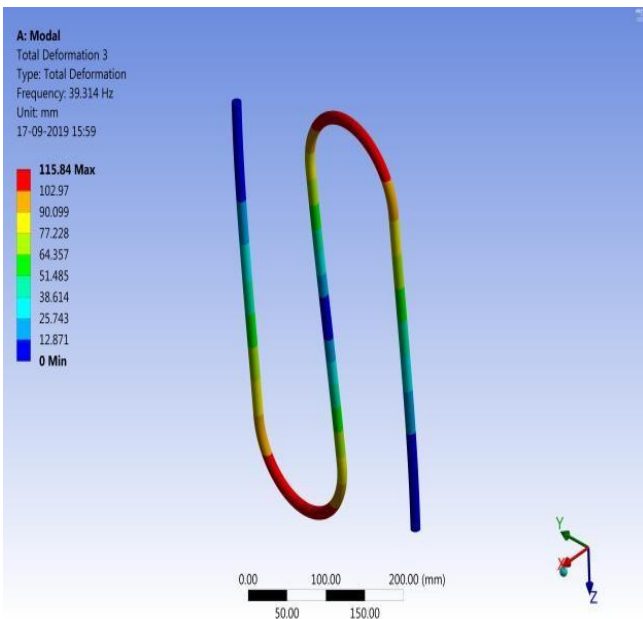 A: Modal
Total Deformation 3
Type: Total Deformation
Frequency: 39.314 Hz
Unit: mm
17-09-2019 15:59
115.84 Max
102.97
90.099
77.228
64.357
51.485
38.614
25.743
12.871
0 Min
Y
X
Z
0.00 100.00 200.00 (mm)
50.00 150.00